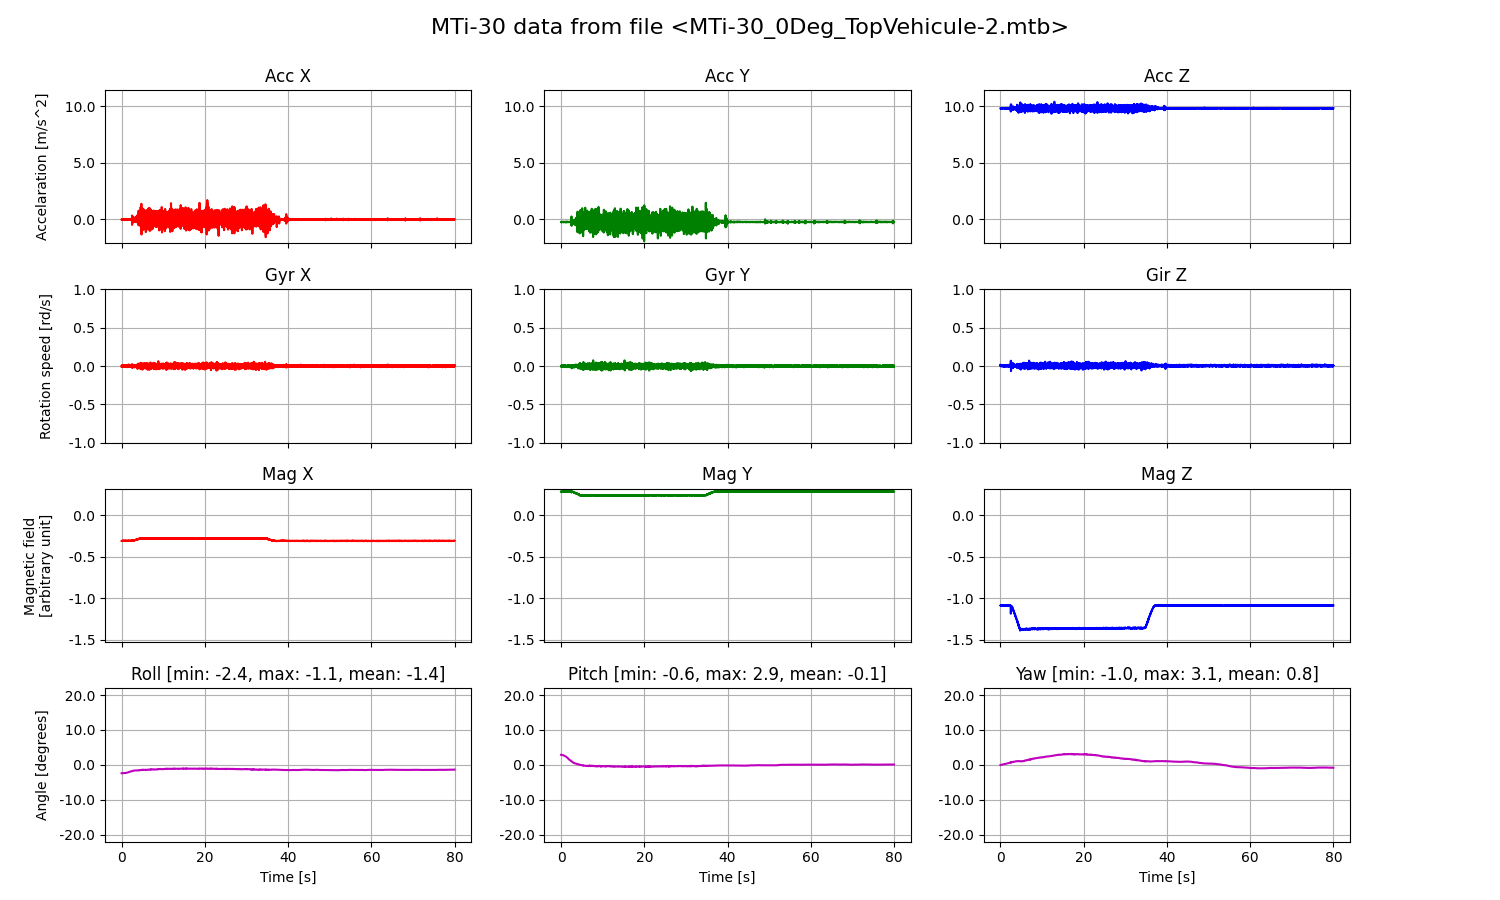 MTi-30 data from file <MTi-30_0Deg_TopVehicule-2.mtb>
Acc X
Acc Y
Acc Z
Accelaration [m/s^2]
10.0
5.0
0.0
10.0
5.0
0.0
10.0
5.0
0.0
Gyr X
Gyr Y
Gir Z
Rotation speed [rd/s]
1.0
0.5
0.0
-0.5
-1.0
1.0
0.5
0.0
-0.5
-1.0
1.0
0.5
0.0
-0.5
-1.0
Mag X
Mag Y
Mag Z
Magnetic field
[arbitrary unit]
0.0
-0.5
-1.0
-1.5
0.0
-0.5
-1.0
-1.5
0.0
-0.5
-1.0
-1.5
Roll [min: -2.4, max: -1.1, mean: -1.4]
Pitch [min: -0.6, max: 2.9, mean: -0.1]
Yaw [min: -1.0, max: 3.1, mean: 0.8]
Angle [degrees]
20.0
10.0
0.0
-10.0
-20.0
20.0
10.0
0.0
-10.0
-20.0
20.0
10.0
0.0
-10.0
-20.0
0 20 40 60 80
0 20 40 60 80
0 20 40 60 80
Time [s]
Time [s]
Time [s]